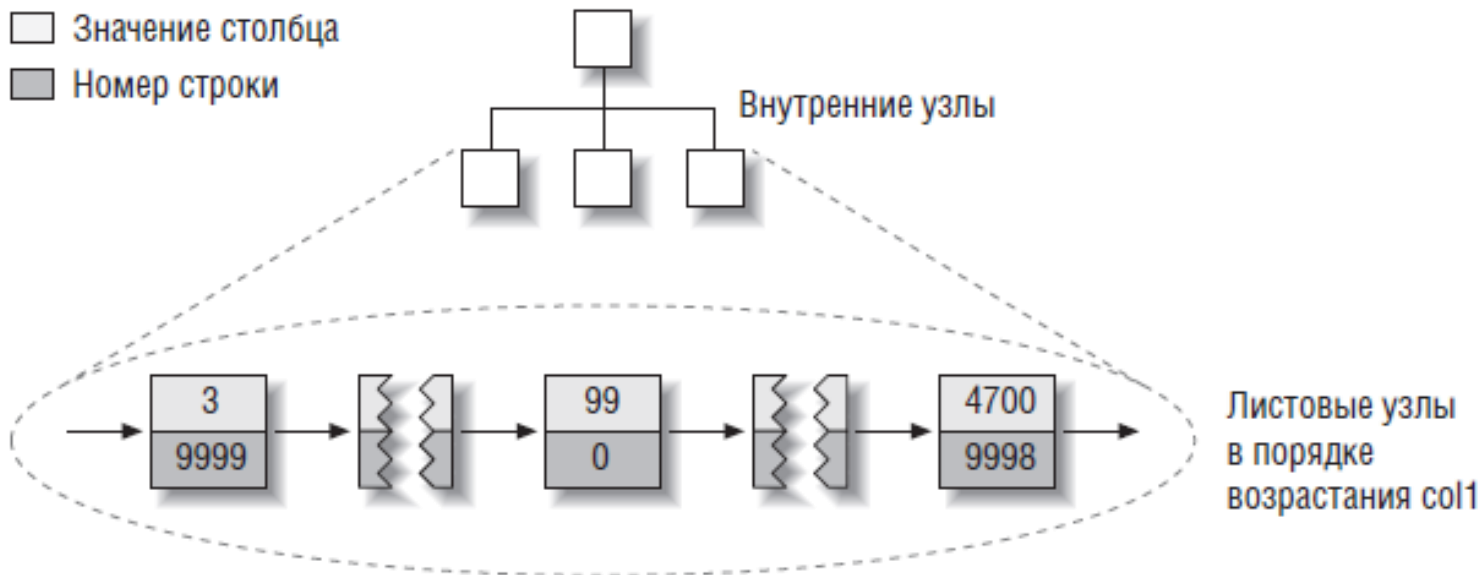 Значение столбца
Номер строки
Внутренние узлы
3
9999
99
0
4700
9998
Листовые узлы
в порядке
возрастания col1